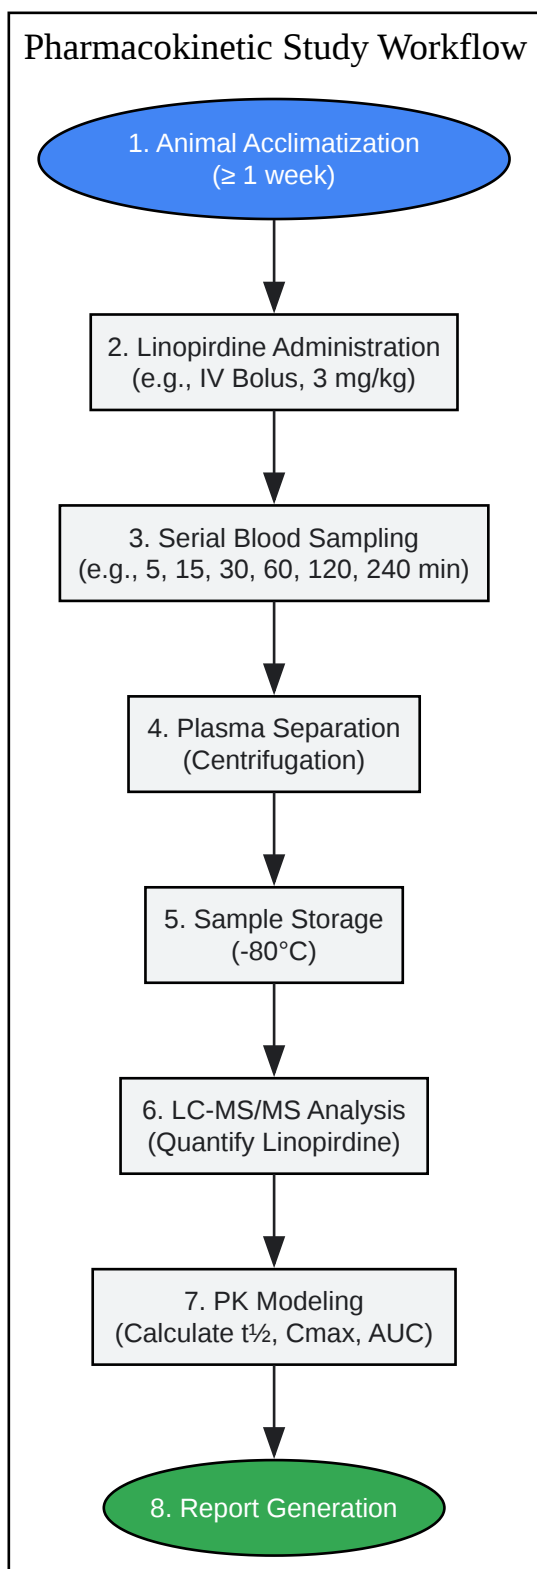 Pharmacokinetic Study Workflow
1. Animal Acclimatization
(≥ 1 week)
2. Linopirdine Administration
(e.g., IV Bolus, 3 mg/kg)
3. Serial Blood Sampling
(e.g., 5, 15, 30, 60, 120, 240 min)
4. Plasma Separation
(Centrifugation)
5. Sample Storage
(-80°C)
6. LC-MS/MS Analysis
(Quantify Linopirdine)
7. PK Modeling
(Calculate t½, Cmax, AUC)
8. Report Generation